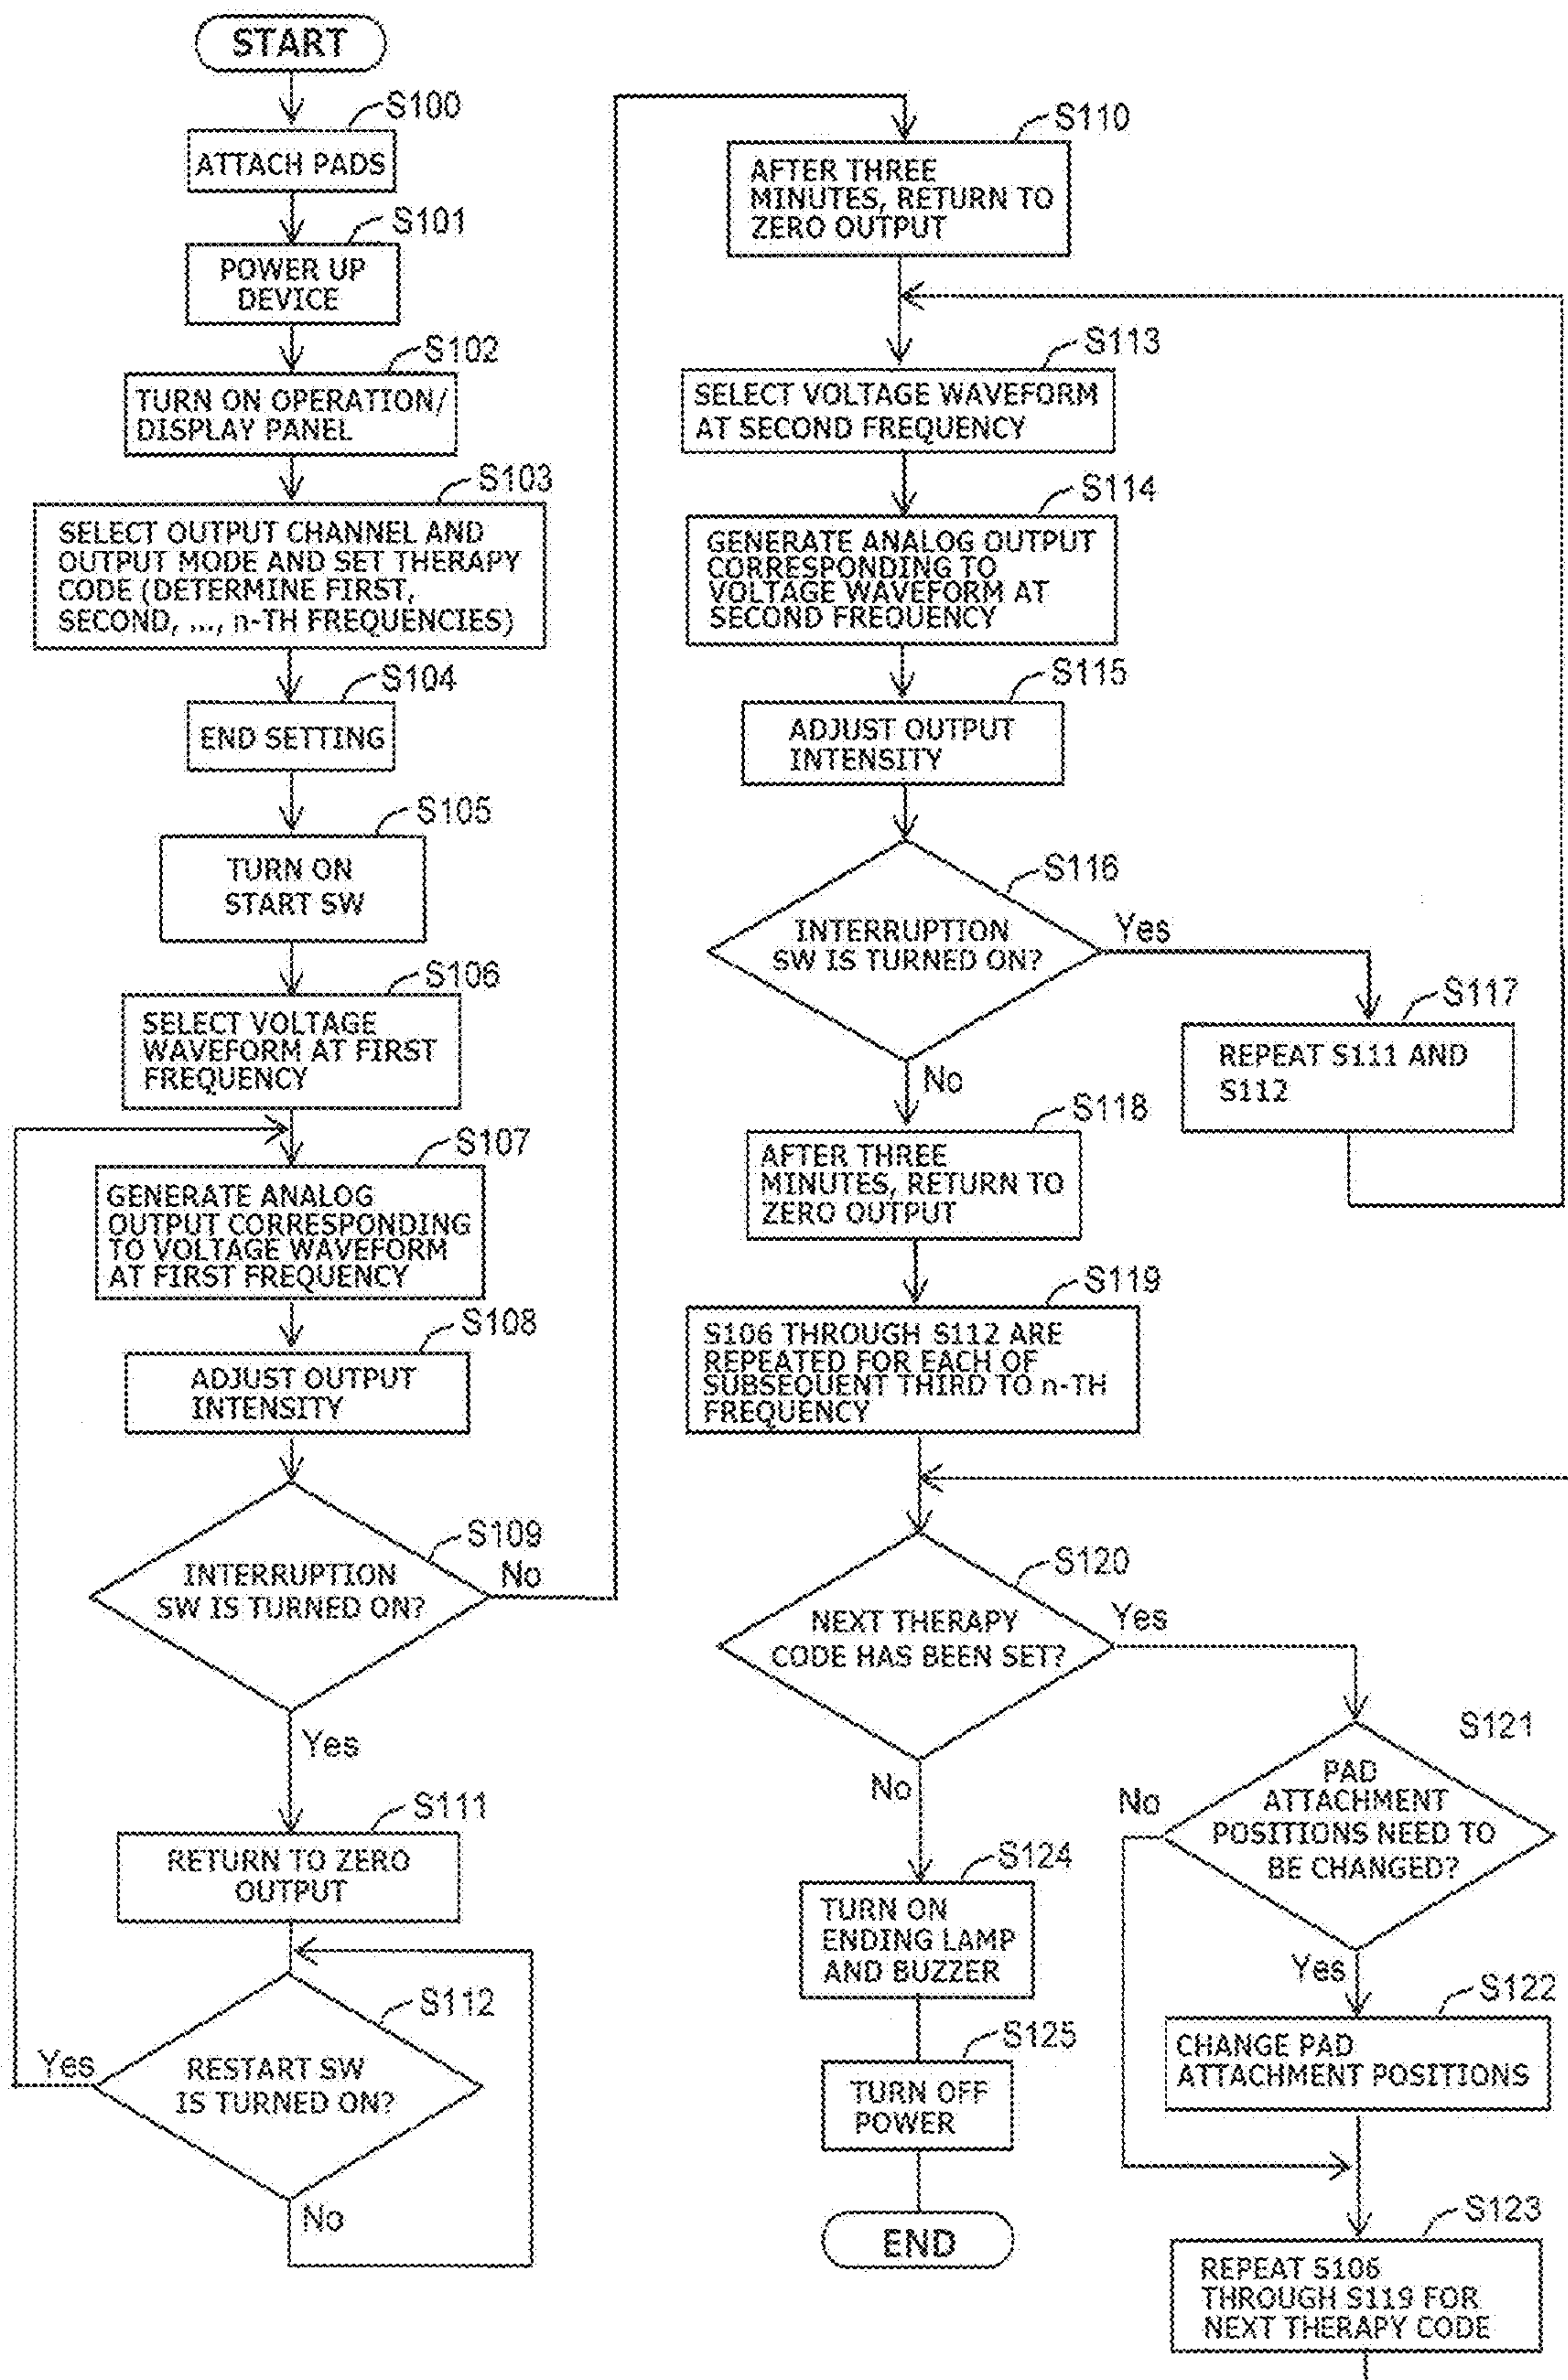 START
S100
ATTACH PADS
S101
POWER UP
DEVICE
S102
TURN ON OPERATION/
DISPLAY PANEL
S103
SELECT OUTPUT CHANNEL AND
OUTPUT MODE AND SET THERAPY
CODE (DETERMINE FIRST,
SECOND, ..., n-TH FREQUENCIES)
S104
END SETTING
S105
TURN ON
START SW
S106
SELECT VOLTAGE
WAVEFORM AT FIRST
FREQUENCY
S107
GENERATE ANALOG
OUTPUT CORRESPONDING
TO VOLTAGE WAVEFORM
AT FIRST FREQUENCY
S108
ADJUST OUTPUT
INTENSITY
S109
INTERRUPTION
SW IS TURNED ON?
No
Yes
S111
RETURN TO ZERO
OUTPUT
S112
RESTART SW
IS TURNED ON?
Yes
No
S110
AFTER THREE
MINUTES, RETURN TO
ZERO OUTPUT
S113
SELECT VOLTAGE WAVEFORM
AT SECOND FREQUENCY
S114
GENERATE ANALOG OUTPUT
CORRESPONDING TO
VOLTAGE WAVEFORM AT
SECOND FREQUENCY
S115
ADJUST OUTPUT
INTENSITY
S116
INTERRUPTION
SW IS TURNED ON?
Yes
No
S117
REPEAT S111 AND
S112
S118
AFTER THREE
MINUTES, RETURN TO
ZERO OUTPUT
S119
S106 THROUGH S112 ARE
REPEATED FOR EACH OF
SUBSEQUENT THIRD TO n-TH
FREQUENCY
S120
NEXT THERAPY
CODE HAS BEEN SET?
Yes
No
S121
PAD
ATTACHMENT
POSITIONS NEED TO
BE CHANGED?
No
Yes
S122
CHANGE PAD
ATTACHMENT POSITIONS
S123
REPEAT S106
THROUGH S119 FOR
NEXT THERAPY CODE
S124
TURN ON
ENDING LAMP
AND BUZZER
S125
TURN OFF
POWER
END